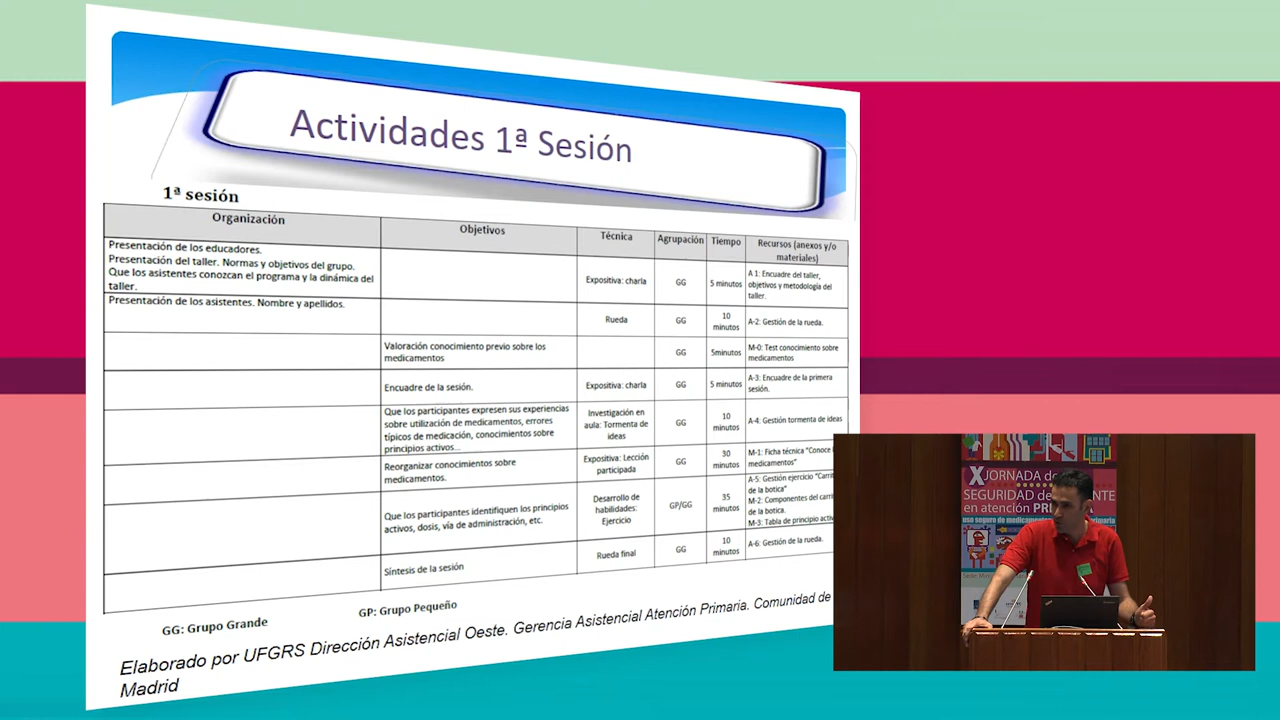 Actividades 1ª Sesión
1ª sesión
Organización
Objetivos
Técnica
Agrupación
Tiempo
Recursos (anexos y/o
materiales)
Presentación de los educadores.
Presentación del taller. Normas y objetivos del grupo.
Que los asistentes conozcan el programa y la dinámica del
taller.
Expositiva: charla
GG
5 minutos
A 1: Encuadre del taller,
objetivos y metodología del
taller.
Presentación de los asistentes. Nombre y apellidos.
Rueda
GG
10
minutos
A-2: Gestión de la rueda.
Valoración conocimiento previo sobre los
medicamentos
GG
5minutos
M-0: Test conocimiento sobre
medicamentos
Encuadre de la sesión.
Expositiva: charla
GG
5 minutos
A-3: Encuadre de la primera
sesión.
Que los participantes expresen sus experiencias
sobre utilización de medicamentos, errores
típicos de medicación, conocimientos sobre
principios activos...
Investigación en
aula: Tormenta de
ideas
GG
10
minutos
A-4: Gestión tormenta de ideas
Reorganizar conocimientos sobre
medicamentos.
Expositiva: Lección
participada
GG
30
minutos
M-1: Ficha técnica "Conoce
medicamentos"
Que los participantes identifiquen los principios
activos, dosis, vía de administración, etc.
Desarrollo de
habilidades:
Ejercicio
GP/GG
35
minutos
A-5: Gestión ejercicio "Carri
de la botica"
M-2: Componentes del carri
de la botica.
M-3: Tabla de principio activ
Síntesis de la sesión
Rueda final
GG
10
minutos
A-6: Gestión de la rueda.
GG: Grupo Grande
GP: Grupo Pequeño
Elaborado por UFGRS Dirección Asistencial Oeste. Gerencia Asistencial Atención Primaria. Comunidad de
Madrid
X JORNADA de
SEGURIDAD del
en atención PR
uso seguro de medicamentos